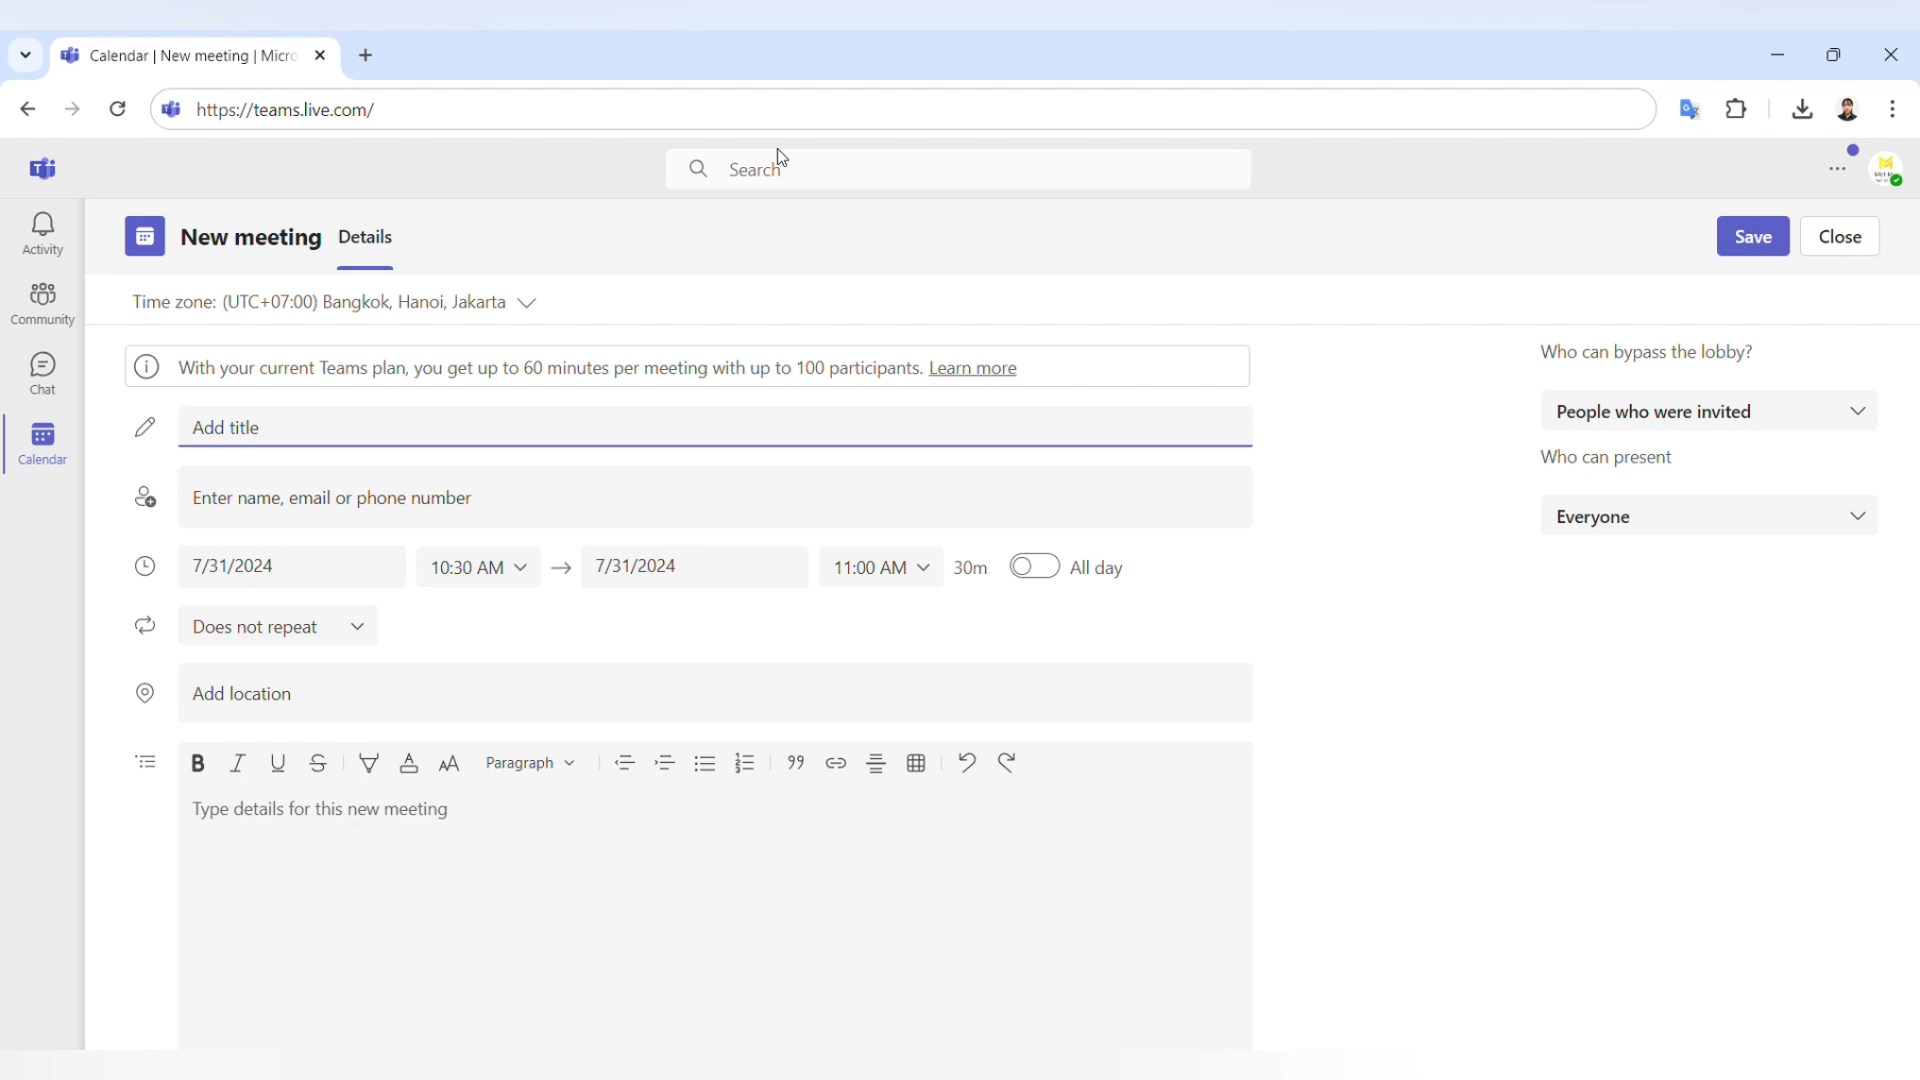 Calendar | New meeting | Micro
https://teams.live.com/
Search
Activity
Community
Chat
Calendar
New meeting Details
Save Close
Time zone: (UTC+07:00) Bangkok, Hanoi, Jakarta
With your current Teams plan, you get up to 60 minutes per meeting with up to 100 participants. Learn more
Add title
Enter name, email or phone number
7/31/2024 10:30 AM → 7/31/2024 11:00 AM 30m All day
Does not repeat
Add location
Paragraph
Type details for this new meeting
Who can bypass the lobby?
People who were invited
Who can present
Everyone